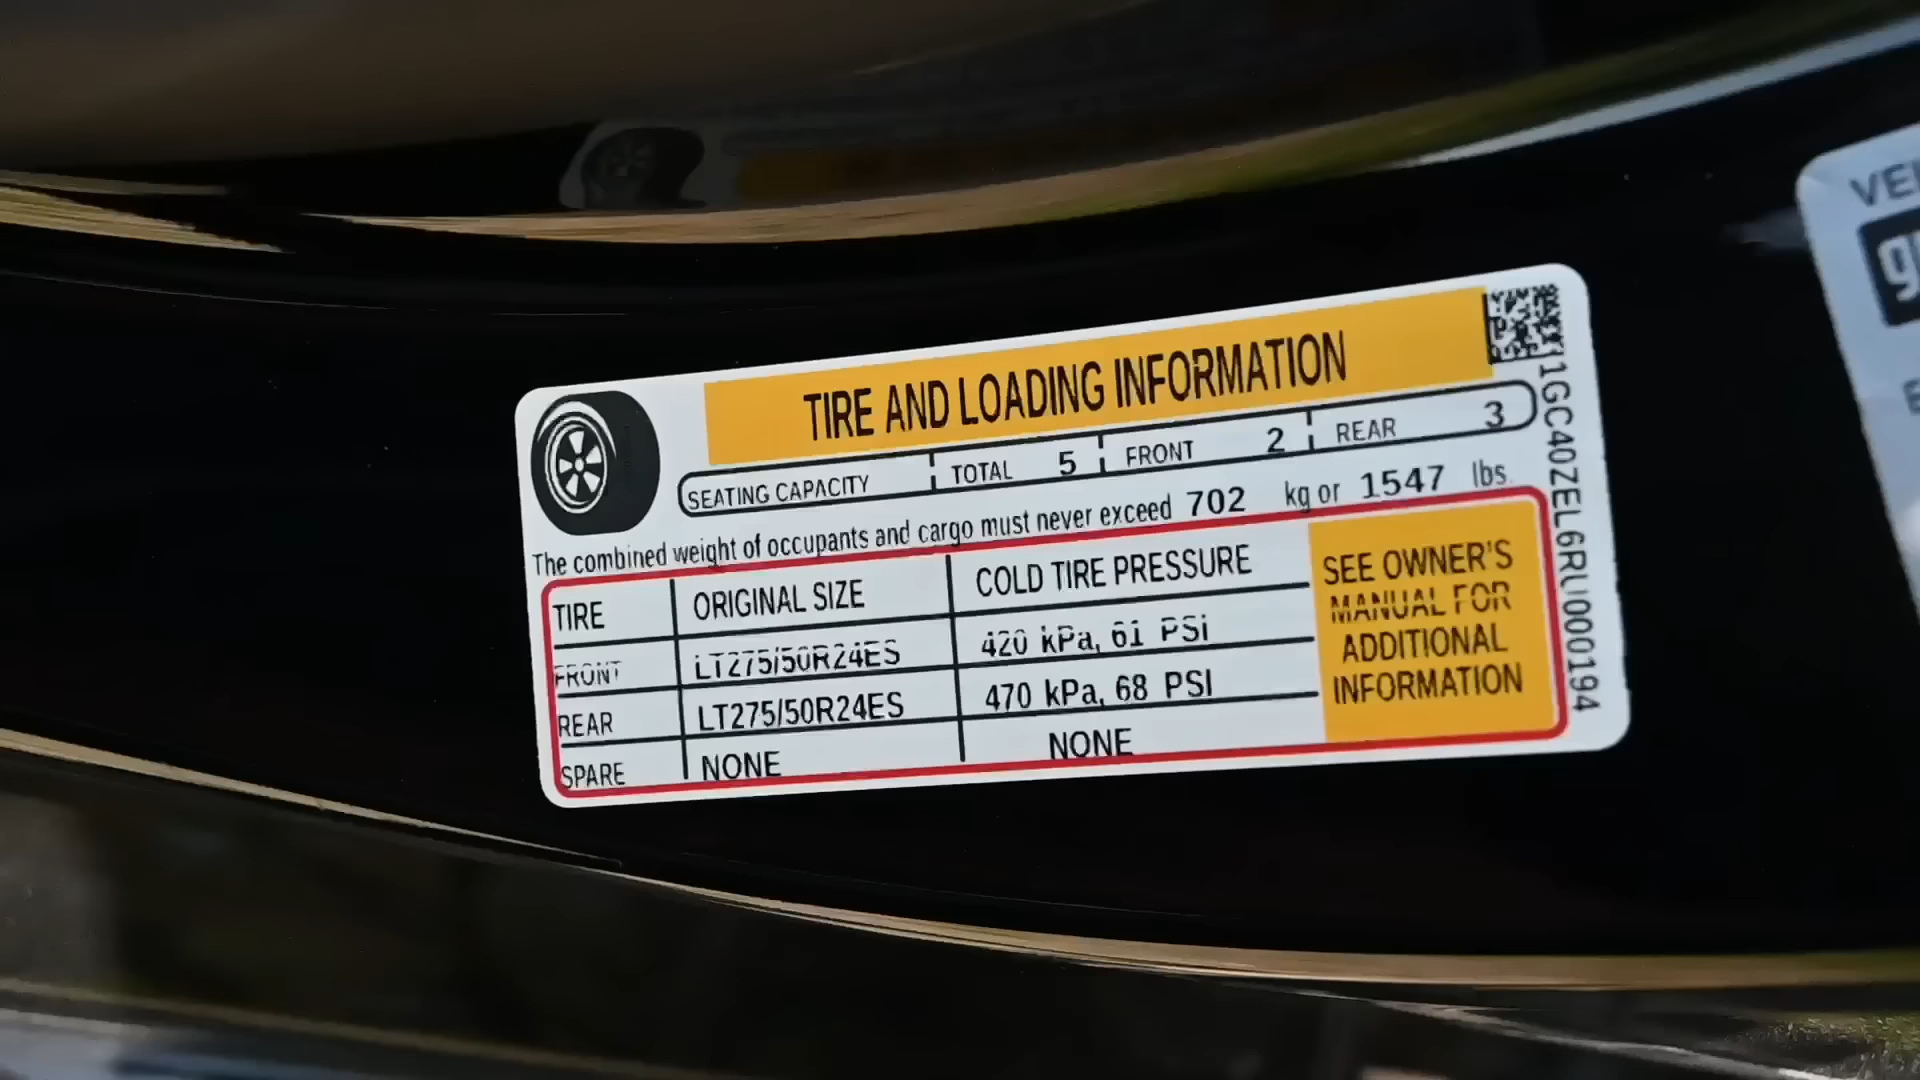 TIRE AND LOADING INFORMATION
SEATING CAPACITY TOTAL 5 FRONT 2 REAR 3
The combined weight of occupants and cargo must never exceed 702 kg or 1547 lbs.
TIRE ORIGINAL SIZE COLD TIRE PRESSURE
FRONT LT275/50R24ES 420 kPa, 61 PSI
REAR LT275/50R24ES 470 kPa, 68 PSI
SPARE NONE NONE
SEE OWNER'S
MANUAL FOR
ADDITIONAL
INFORMATION
1GC40ZEL6RU000194